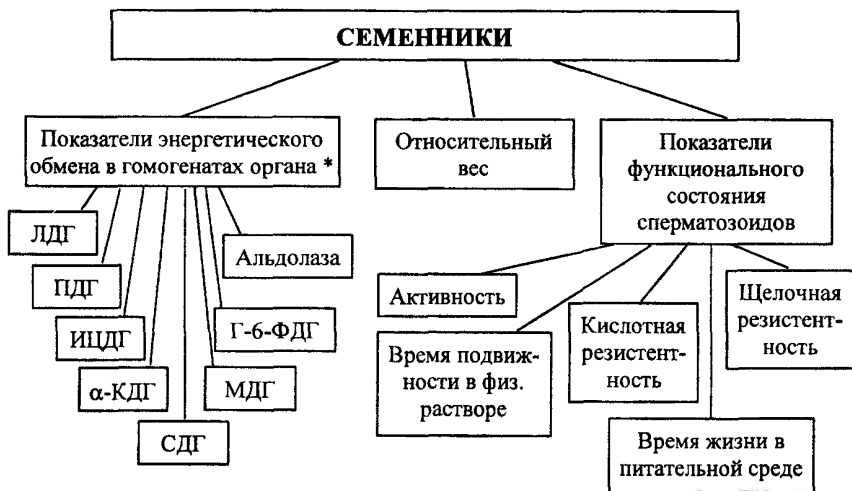 СЕМЕННИКИ
Показатели энергетического
обмена в гомогенатах органа *
Относительный
вес
Показатели
функционального
состояния
сперматозоидов
ЛДГ
ПДГ
ИЦДГ
α-КДГ
СДГ
МДГ
Г-6-ФДГ
Альдолаза
Активность
Время подвиж-
ности в физ.
растворе
Кислотная
резистент-
ность
Время жизни в
питательной среде
Щелочная
резистент-
ность